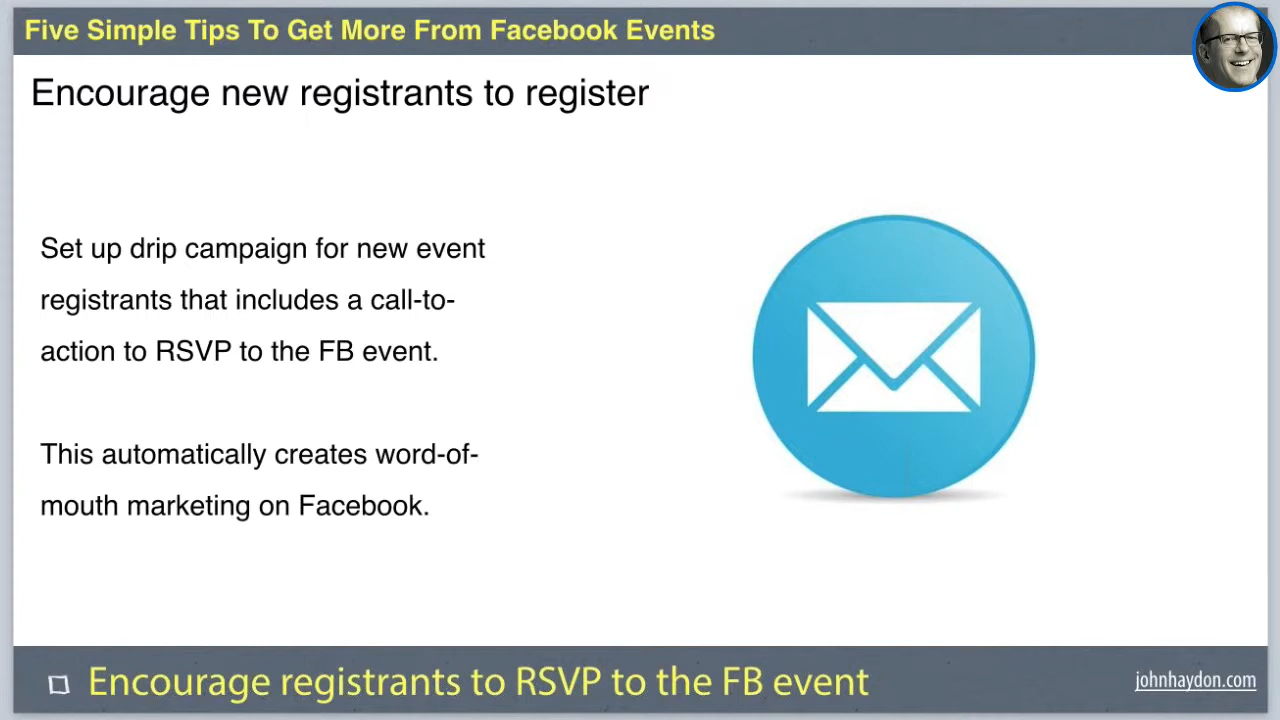 Five Simple Tips To Get More From Facebook Events
Encourage new registrants to register
Set up drip campaign for new event
registrants that includes a call-to-
action to RSVP to the FB event.
This automatically creates word-of-
mouth marketing on Facebook.
Encourage registrants to RSVP to the FB event
johnhaydon.com